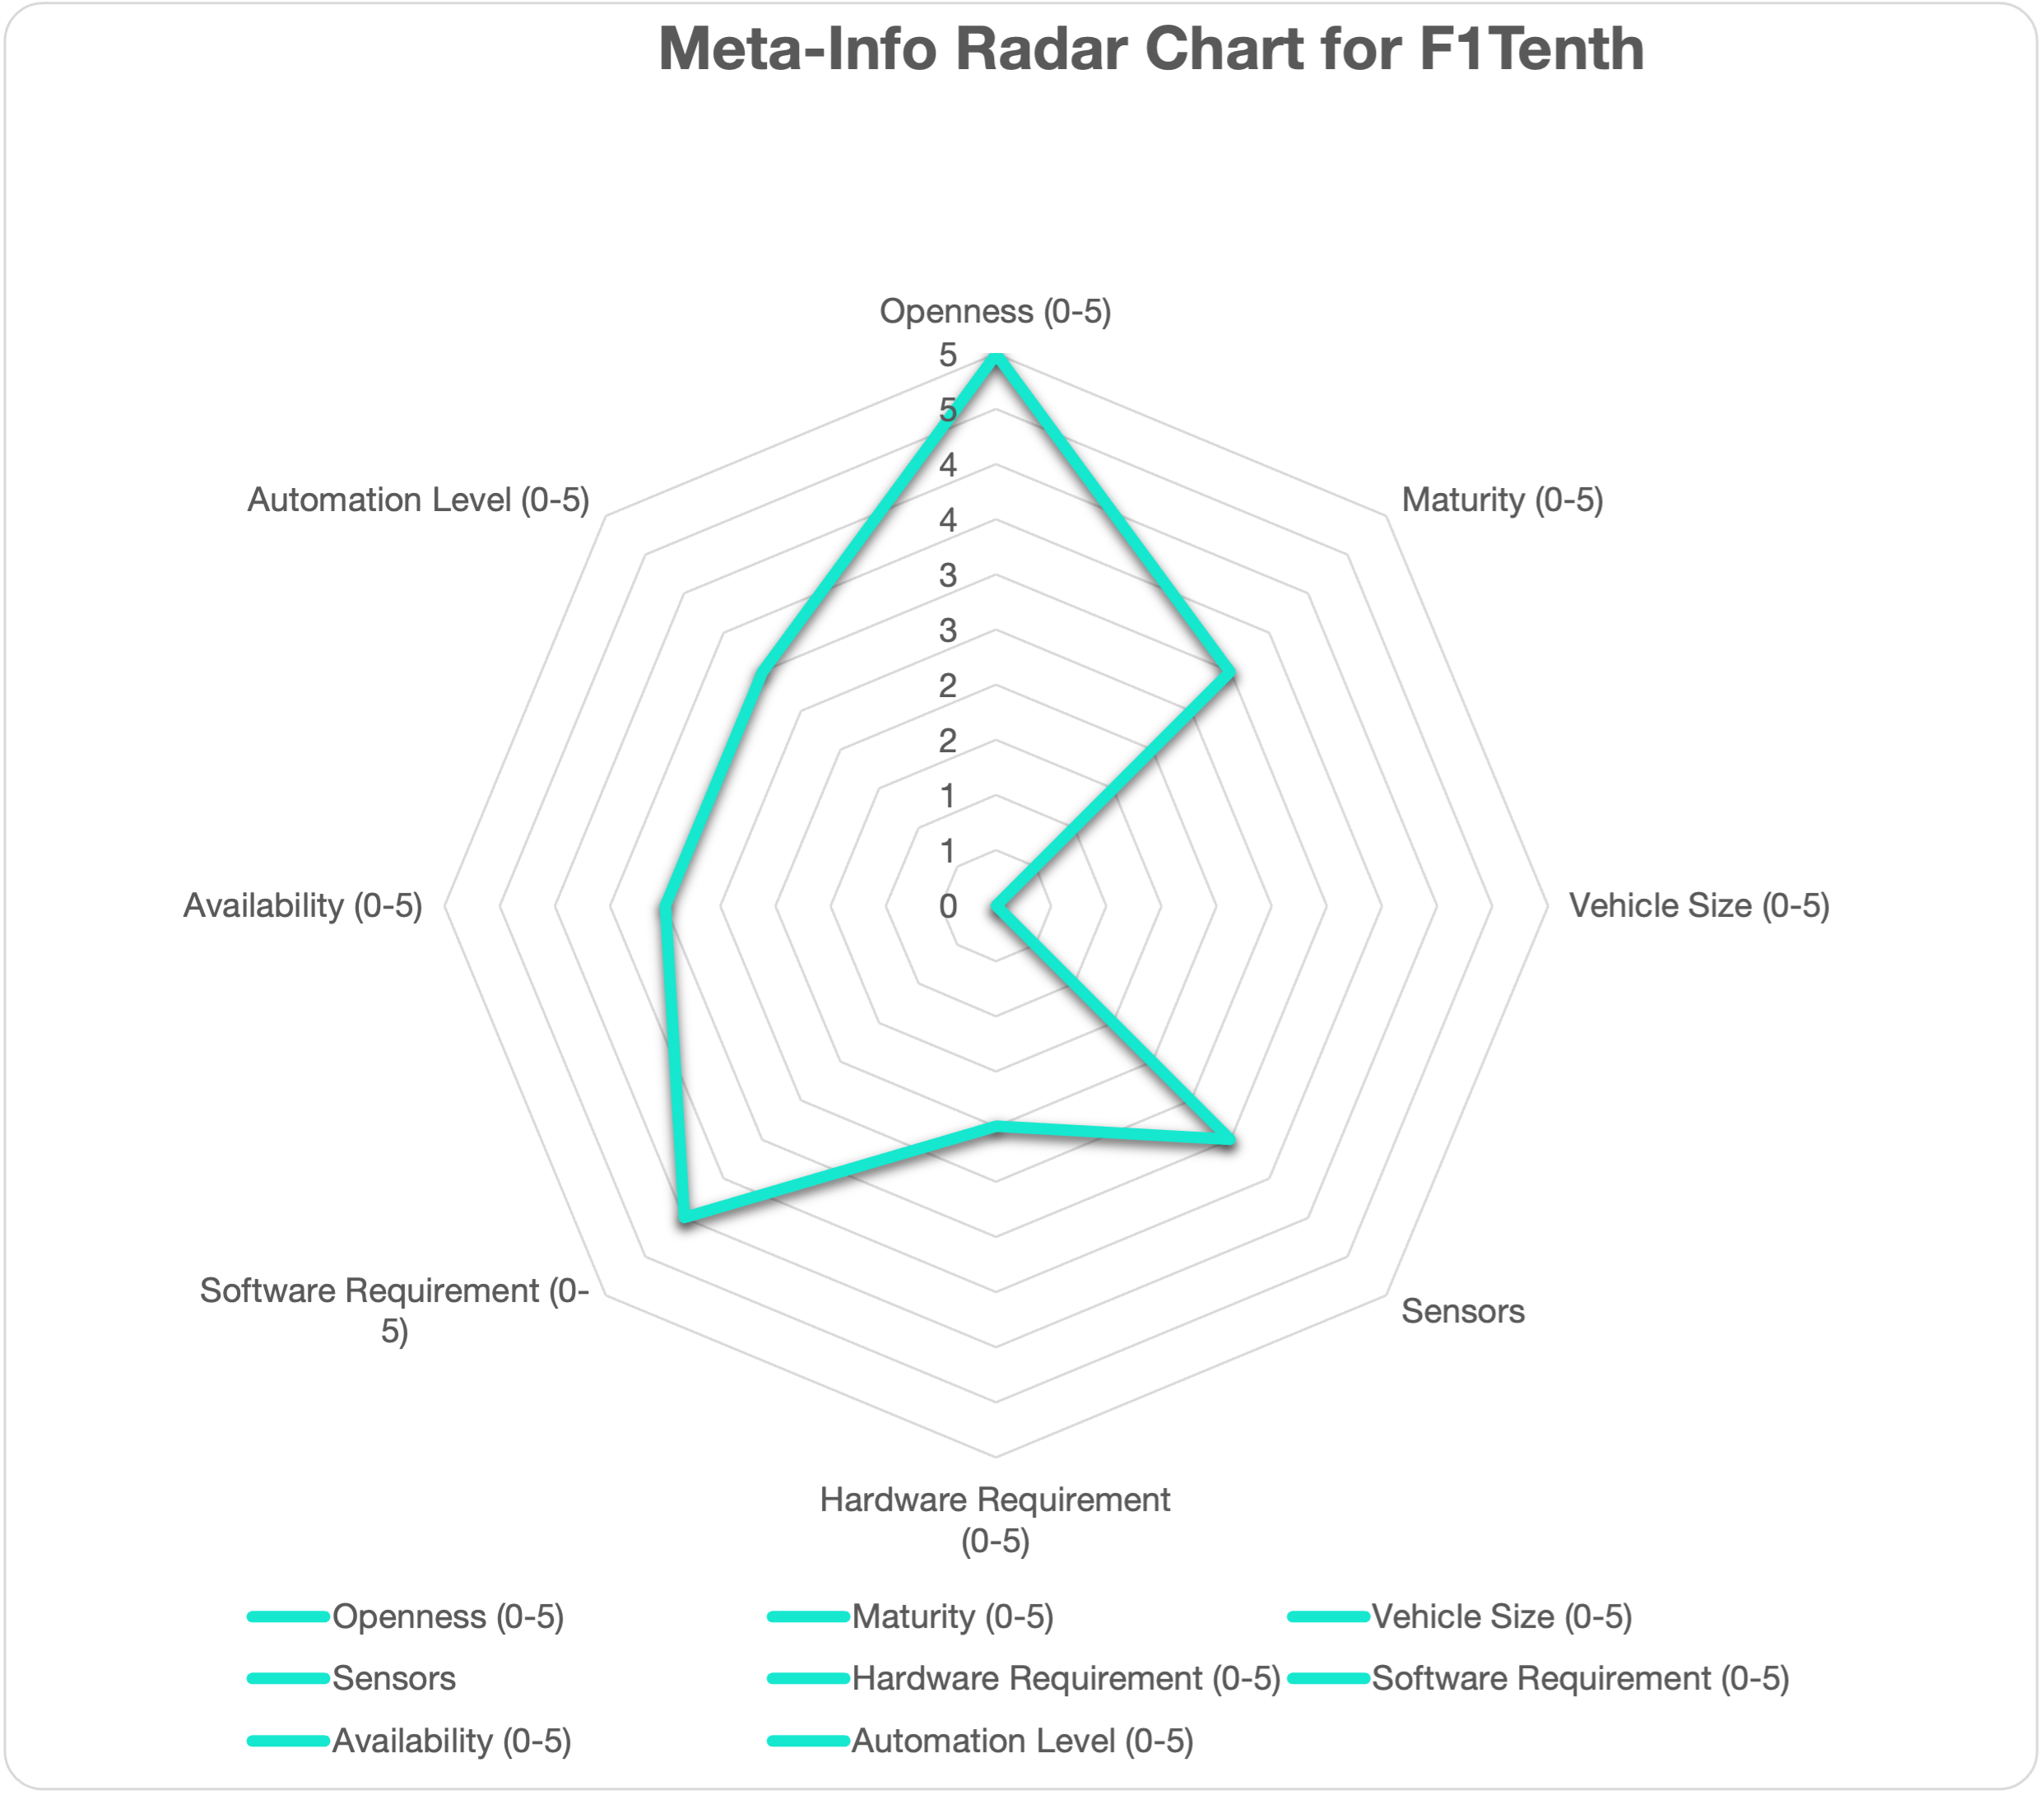 Meta-Info Radar Chart for F1Tenth
Openness (0-5)
5
5
4
4
3
3
2
2
1
1
0
Automation Level (0-5)
Maturity (0-5)
Availability (0-5)
Vehicle Size (0-5)
Software Requirement (0-
5)
Sensors
Hardware Requirement
(0-5)
Openness (0-5)
Maturity (0-5)
Vehicle Size (0-5)
Sensors
Hardware Requirement (0-5)
Software Requirement (0-5)
Availability (0-5)
Automation Level (0-5)